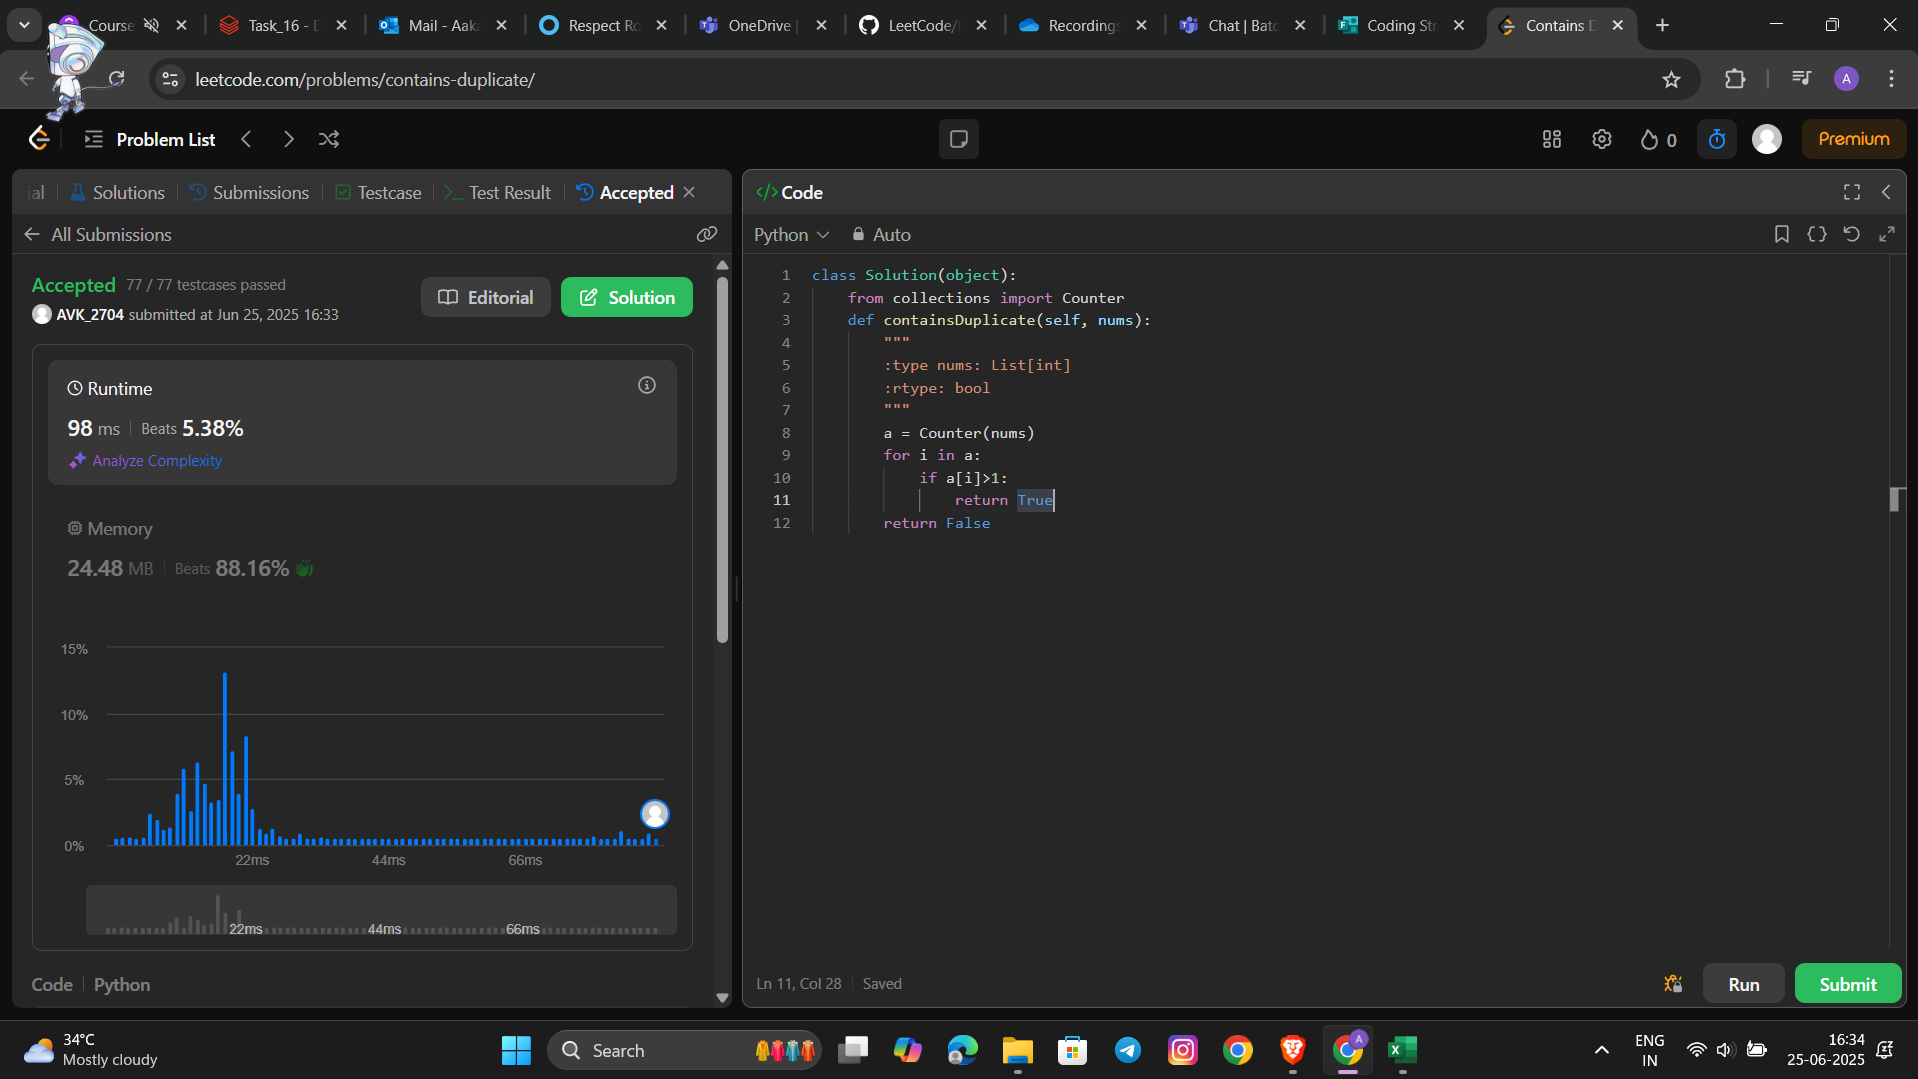 Course
Task_16 - D
Mail - Aaka
Respect Ro
OneDrive |
LeetCode/
Recordings
Chat | Batc
Coding Str
Contains D
leetcode.com/problems/contains-duplicate/
A
Problem List
0
Premium
ial
Solutions
Submissions
Testcase
Test Result
Accepted
All Submissions
Accepted 77 / 77 testcases passed
AVK_2704 submitted at Jun 25, 2025 16:33
Editorial
Solution
Runtime
98 ms Beats 5.38%
Analyze Complexity
Memory
24.48 MB Beats 88.16%
15%
10%
5%
0%
22ms 44ms 66ms
22ms 44ms 66ms
Code Python
</> Code
Python Auto
1 class Solution(object):
2 from collections import Counter
3 def containsDuplicate(self, nums):
4 """
5 :type nums: List[int]
6 :rtype: bool
7 """
8 a = Counter(nums)
9 for i in a:
10 if a[i]>1:
11 return True
12 return False
Ln 11, Col 28 Saved
Run
Submit
34°C
Mostly cloudy
Search
A
ENG
IN
16:34
25-06-2025